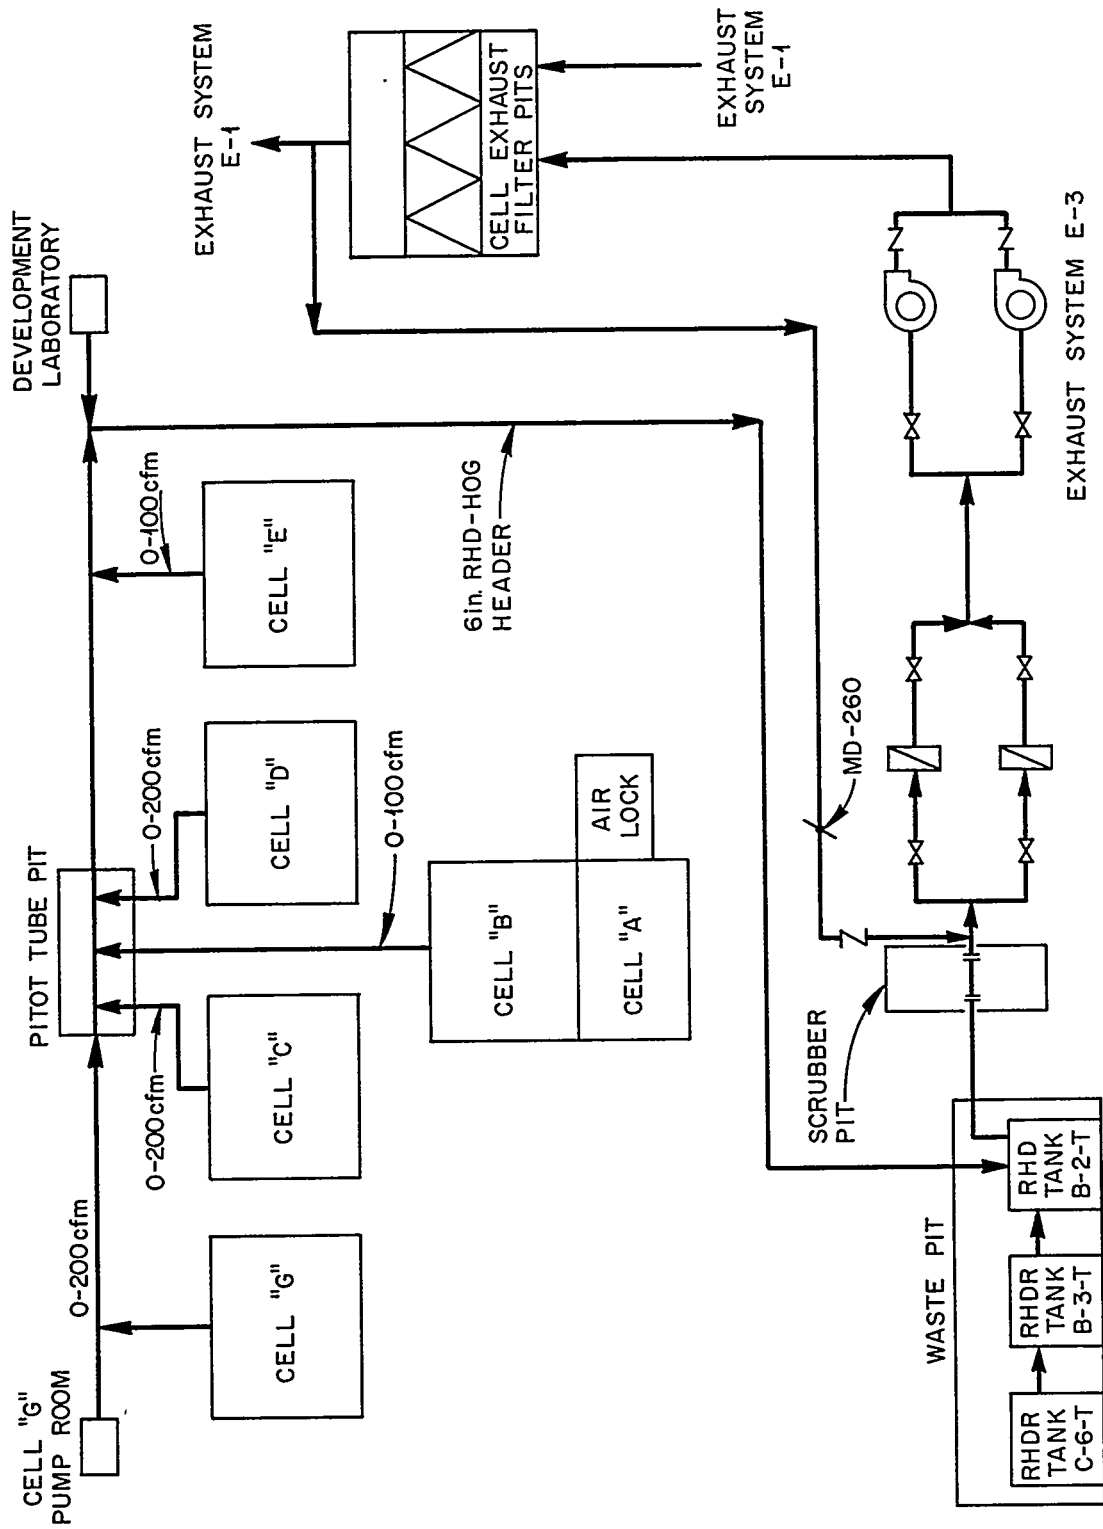 CELL "G"
PUMP ROOM
0-200cfm
CELL "G"
PITOT TUBE PIT
0-200cfm
0-200cfm
CELL "C"
0-200cfm
CELL "D"
0-100cfm
CELL "B"
CELL "A"
AIR
LOCK
0-100cfm
CELL "E"
DEVELOPMENT
LABORATORY
6in. RHD-HOG
HEADER
EXHAUST SYSTEM
E-1
CELL EXHAUST
FILTER PITS
EXHAUST
SYSTEM
E-1
WASTE PIT
RHDR
TANK
C-6-T
RHDR
TANK
B-3-T
RHD
TANK
B-2-T
SCRUBBER
PIT
MD-260
EXHAUST SYSTEM E-3